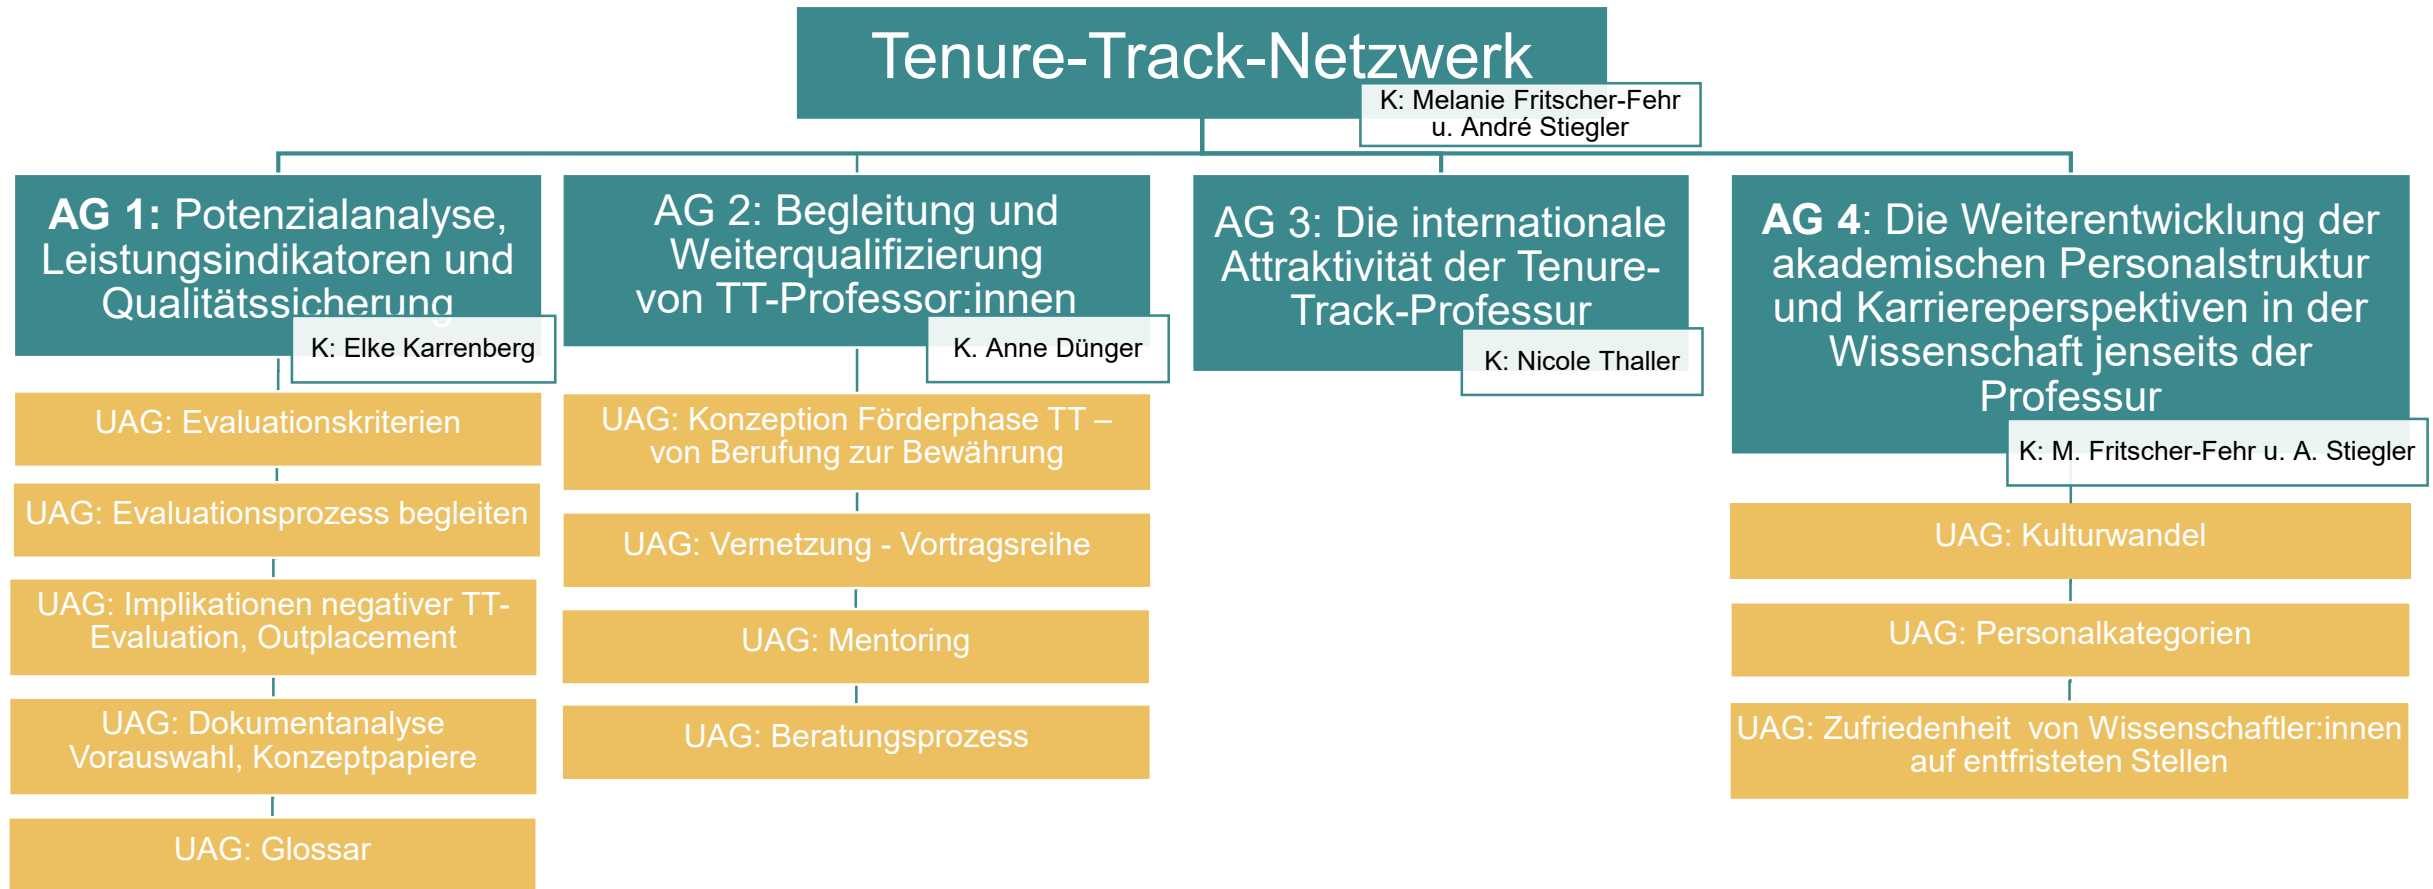 Tenure-Track-Netzwerk
K: Melanie Fritscher-Fehr
u. André Stiegler
AG 1: Potenzialanalyse,
Leistungsindikatoren und
Qualitätssicherung
K: Elke Karrenberg
UAG: Evaluationskriterien
UAG: Evaluationsprozess begleiten
UAG: Implikationen negativer TT-
Evaluation, Outplacement
UAG: Dokumentanalyse
Vorauswahl, Konzeptpapiere
UAG: Glossar
AG 2: Begleitung und
Weiterqualifizierung
von TT-Professor:innen
K. Anne Dünger
UAG: Konzeption Förderphase TT –
von Berufung zur Bewährung
UAG: Vernetzung - Vortragsreihe
UAG: Mentoring
UAG: Beratungsprozess
AG 3: Die internationale
Attraktivität der Tenure-
Track-Professur
K: Nicole Thaller
AG 4: Die Weiterentwicklung der
akademischen Personalstruktur
und Karriereperspektiven in der
Wissenschaft jenseits der
Professur
K: M. Fritscher-Fehr u. A. Stiegler
UAG: Kulturwandel
UAG: Personalkategorien
UAG: Zufriedenheit  von Wissenschaftler:innen
auf entfristeten Stellen